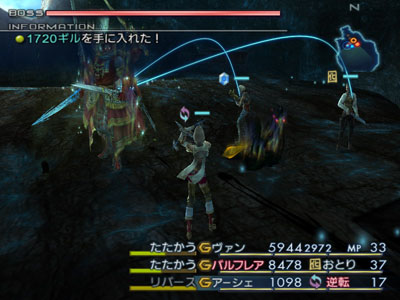 BOSS
N
INFORMATION
1720ギルを手に入れた！
囮
たたかう G ヴァン 5944 2972 MP 33
たたかう G バルフレア 8478 囮 おとり 37
リバース G アーシェ 1098 逆転 17